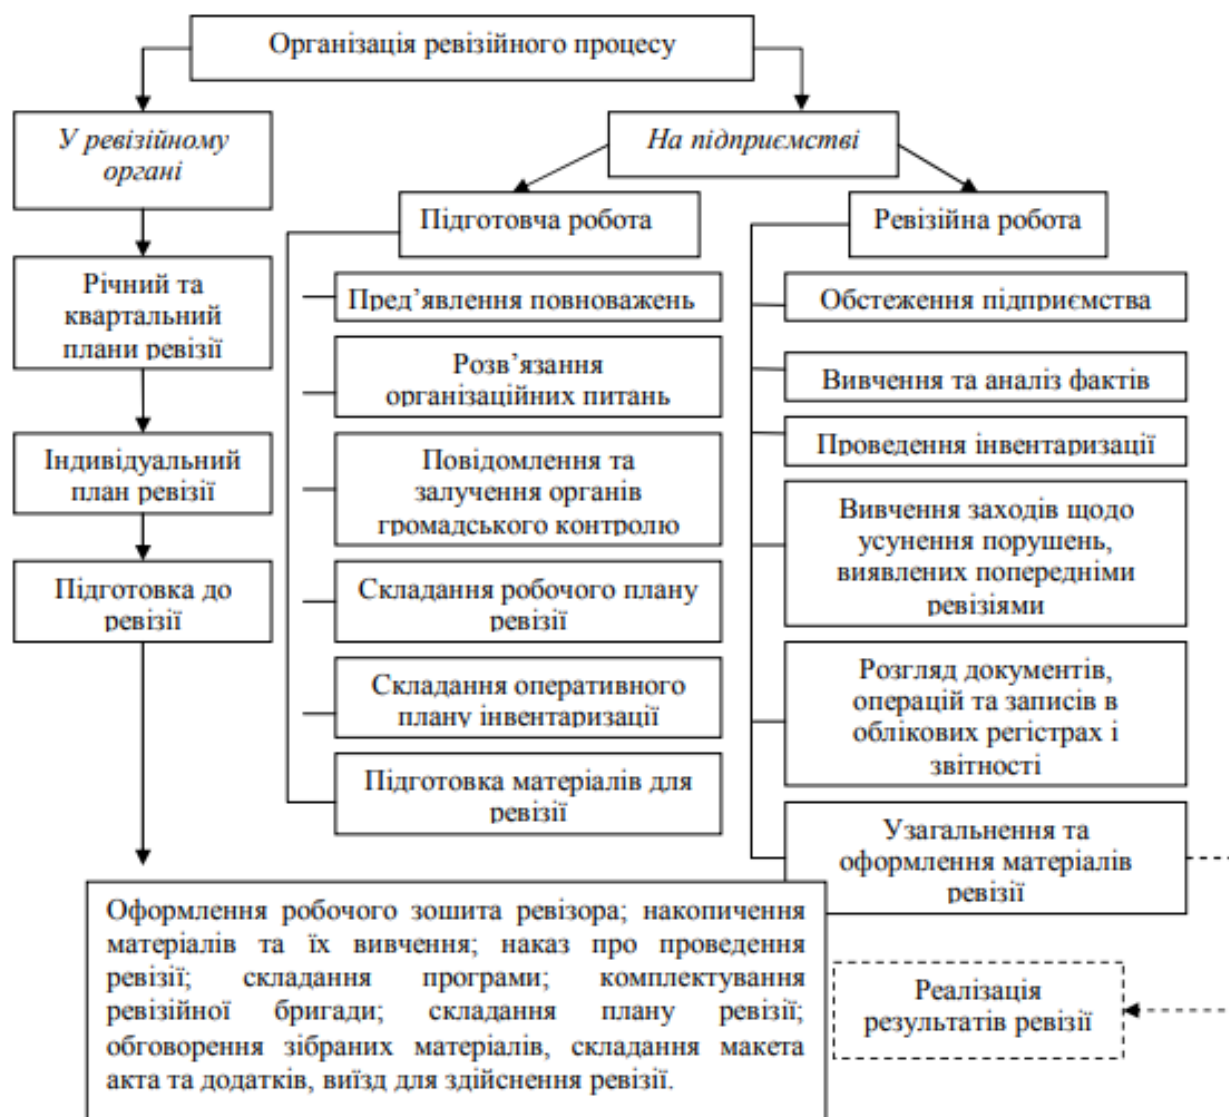 Організація ревізійного процесу
У ревізійному
органі
На підприємстві
Річний та
квартальний
плани ревізії
Індивідуальний
план ревізії
Підготовка до
ревізії
Підготовча робота
Пред’явлення повноважень
Розв’язання
організаційних питань
Повідомлення та
залучення органів
громадського контролю
Складання робочого плану
ревізії
Складання оперативного
плану інвентаризації
Підготовка матеріалів для
ревізії
Ревізійна робота
Обстеження підприємства
Вивчення та аналіз фактів
Проведення інвентаризації
Вивчення заходів щодо
усунення порушень,
виявлених попередніми
ревізіями
Розгляд документів,
операцій та записів в
облікових регістрах і
звітності
Узагальнення та
оформлення матеріалів
ревізії
Оформлення робочого зошита ревізора; накопичення
матеріалів та їх вивчення; наказ про проведення
ревізії; складання програми; комплектування
ревізійної бригади; складання плану ревізії;
обговорення зібраних матеріалів, складання макета
акта та додатків, виїзд для здійснення ревізії.
Реалізація
результатів ревізії